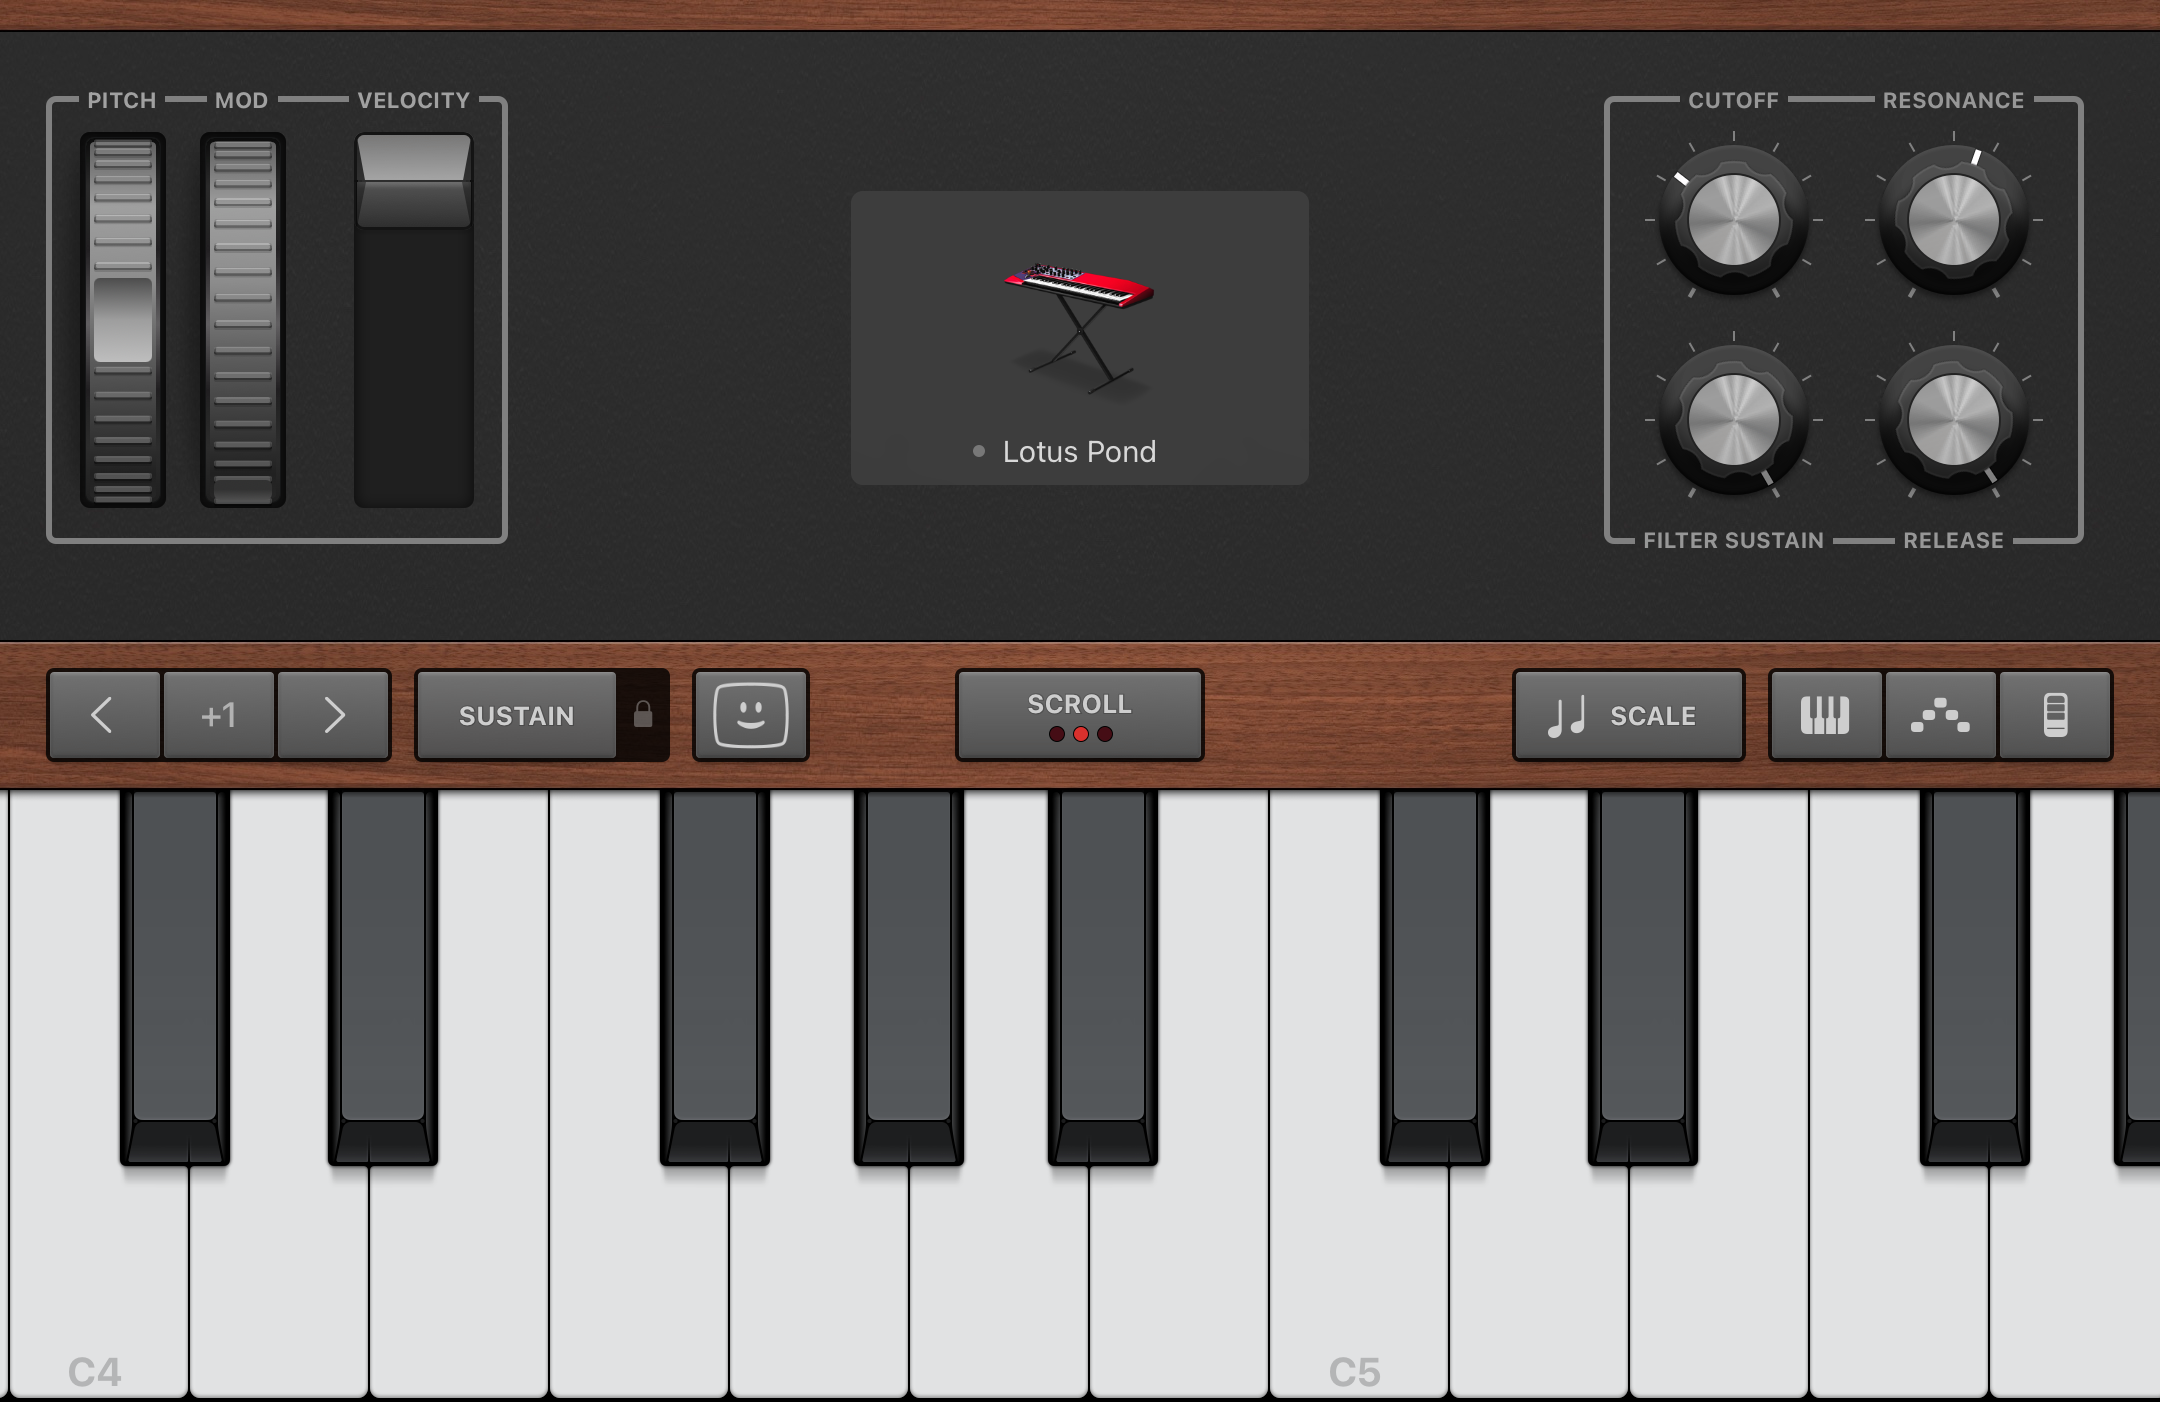 PITCH MOD VELOCITY
CUTOFF RESONANCE
Lotus Pond
FILTER SUSTAIN RELEASE
+1
SUSTAIN
SCROLL
SCALE
C4 C5